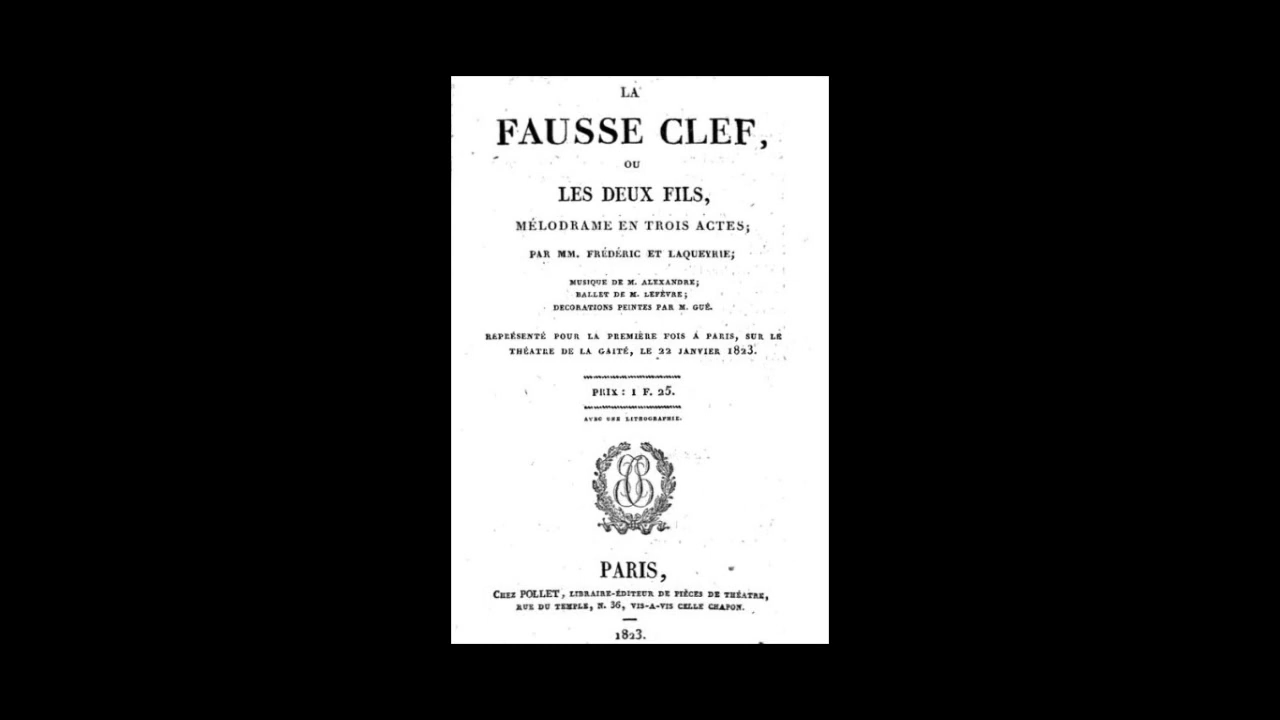 LA
FAUSSE CLEF,
OU
LES DEUX FILS,
MÉLODRAME EN TROIS ACTES;
PAR MM. FRÉDÉRIC ET LAQUEYRIE;
MUSIQUE DE M. ALEXANDRE;
BALLET DE M. LEFÈVRE;
DECORATIONS PEINTES PAR M. GUÉ.
REPRÉSENTÉ POUR LA PREMIÈRE FOIS A PARIS, SUR LE
THÉATRE DE LA GAITÉ, LE 22 JANVIER 1823.
PRIX : 1 F. 25.
AVEC UNE LITHOGRAPHIE.
PARIS,
CHEZ POLLET, LIBRAIRE-ÉDITEUR DE PIÈCES DE THÉATRE,
RUE DU TEMPLE, N. 36, VIS-A-VIS CELLE CHAPON.
1823.